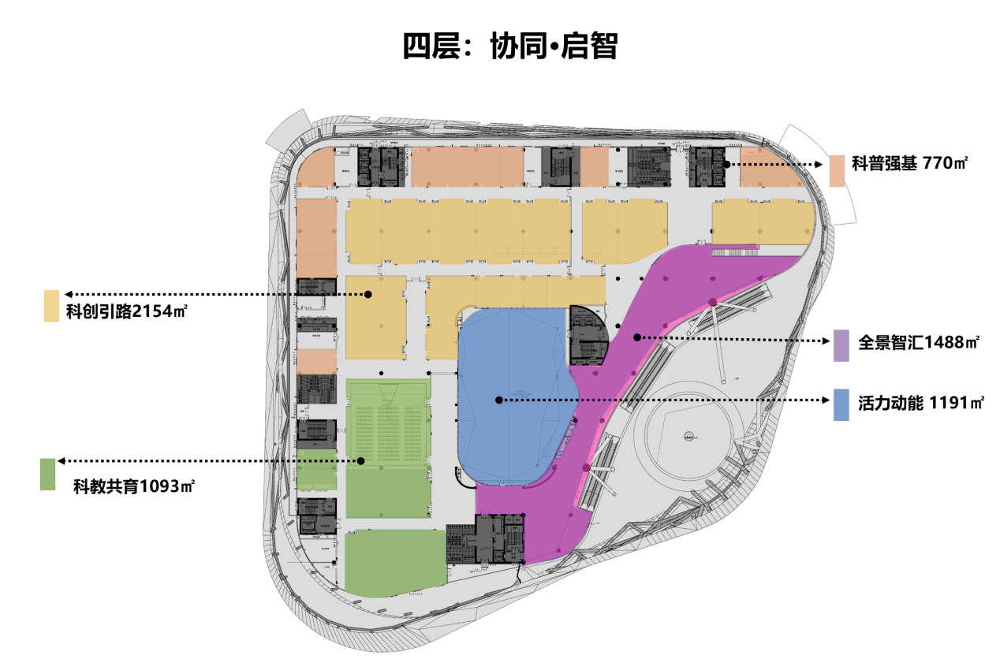 四层：协同•启智
科普强基 770㎡
科创引路2154㎡
全景智汇1488㎡
活力动能 1191㎡
科教共育1093㎡